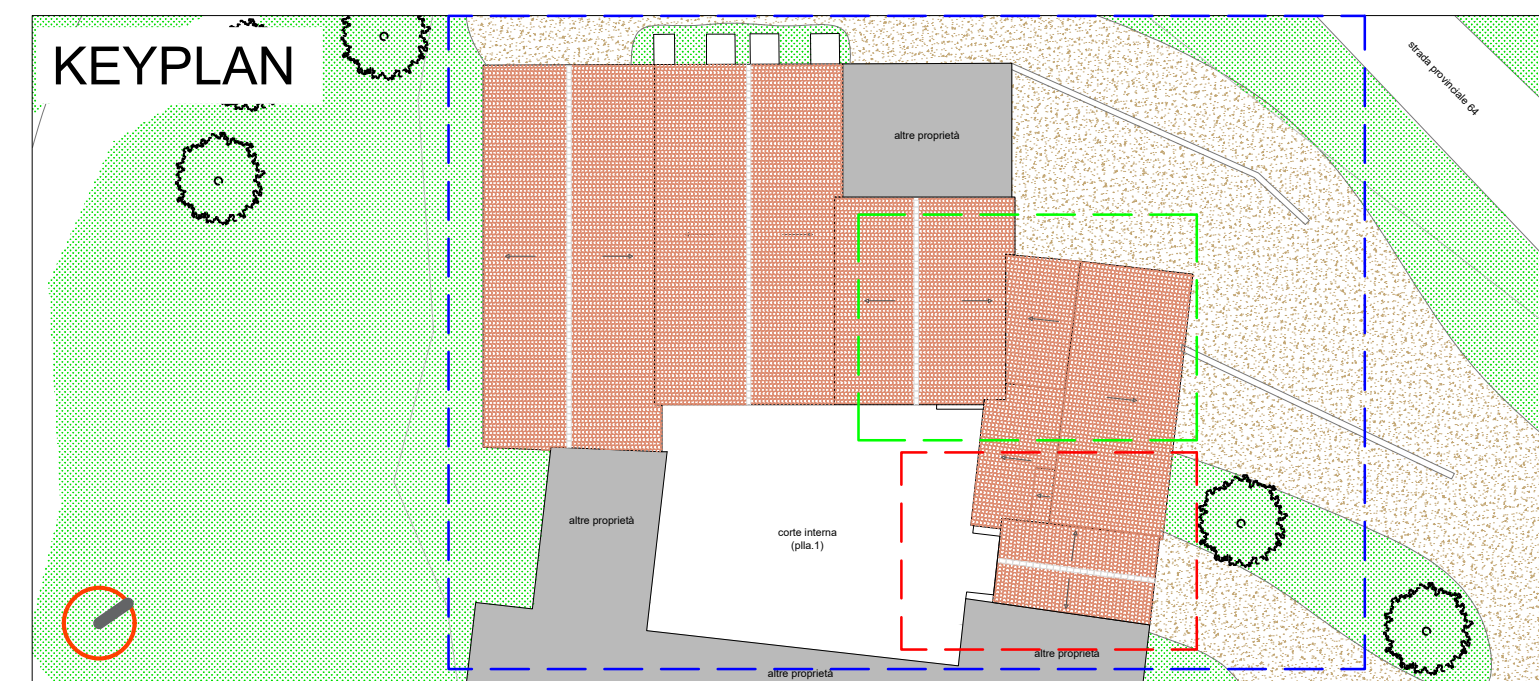 KEYPLAN
strada provinciale 64
altre proprietà
altre proprietà
corte interna
(plla.1)
altre proprietà
altre proprietà